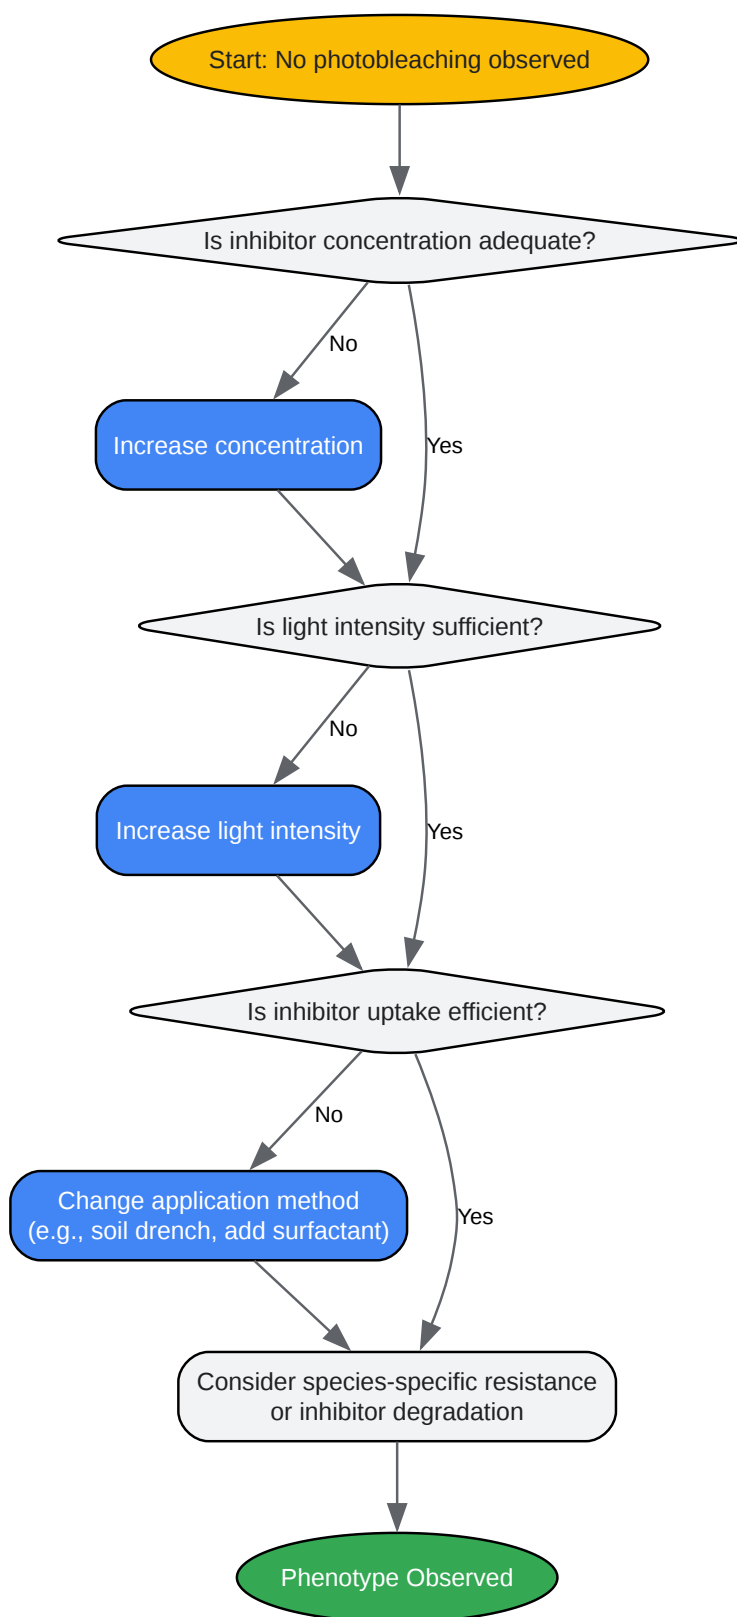 Start: No photobleaching observed
Is inhibitor concentration adequate?
No
Increase concentration
Yes
Is light intensity sufficient?
No
Increase light intensity
Yes
Is inhibitor uptake efficient?
No
Change application method
(e.g., soil drench, add surfactant)
Yes
Consider species-specific resistance
or inhibitor degradation
Phenotype Observed